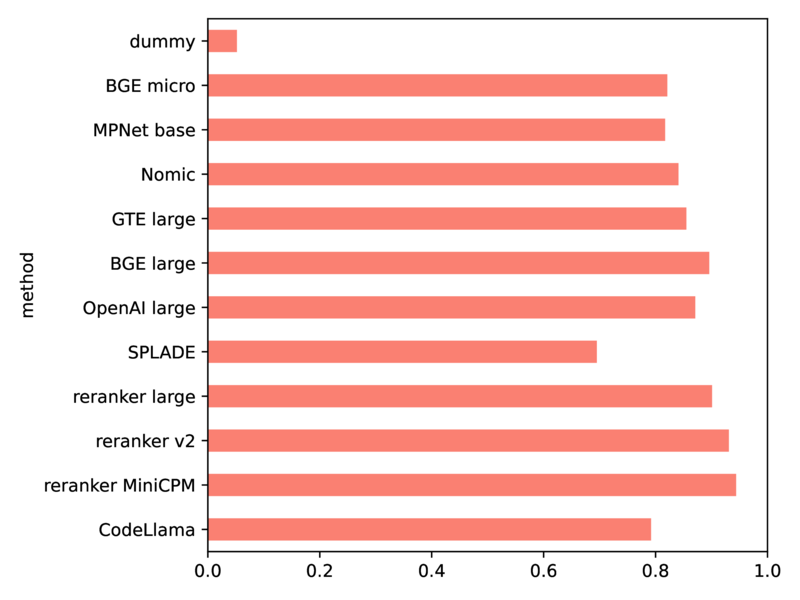 dummy
BGE micro
MPNet base
Nomic
GTE large
BGE large
OpenAI large
SPLADE
reranker large
reranker v2
reranker MiniCPM
CodeLlama
method
0.0 0.2 0.4 0.6 0.8 1.0